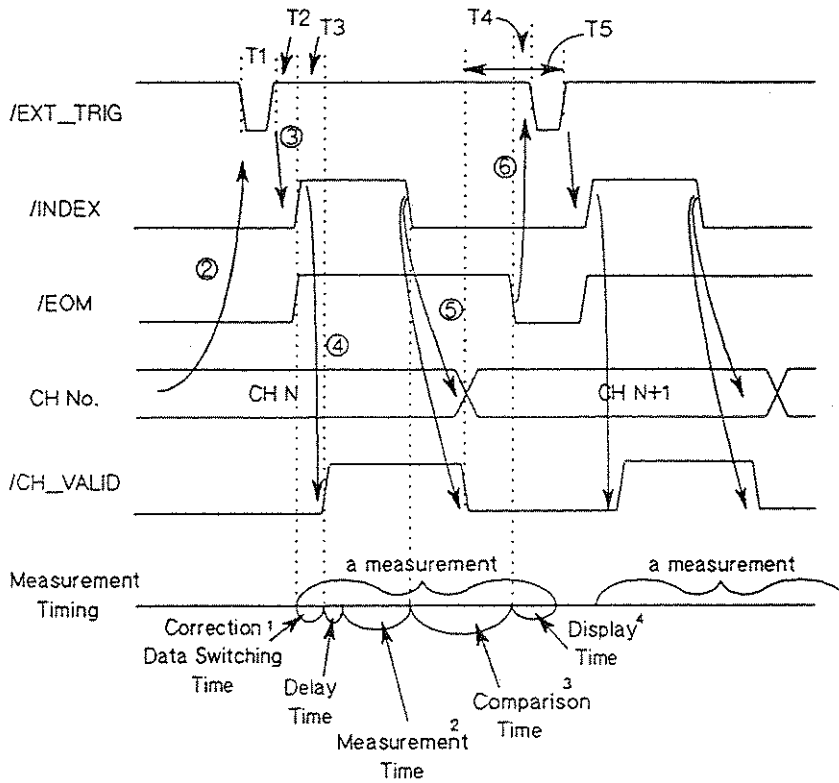 T2
T3
T4
T1
T5
/EXT_TRIG
③
⑥
/INDEX
②
/EOM
⑤
④
CH No.
CH N
CH N+1
/CH_VALID
a measurement
a measurement
Measurement
Timing
Correction 1
Data Switching
Time
Delay
Time
Measurement 2
Time
Comparison 3
Time
Display 4
Time